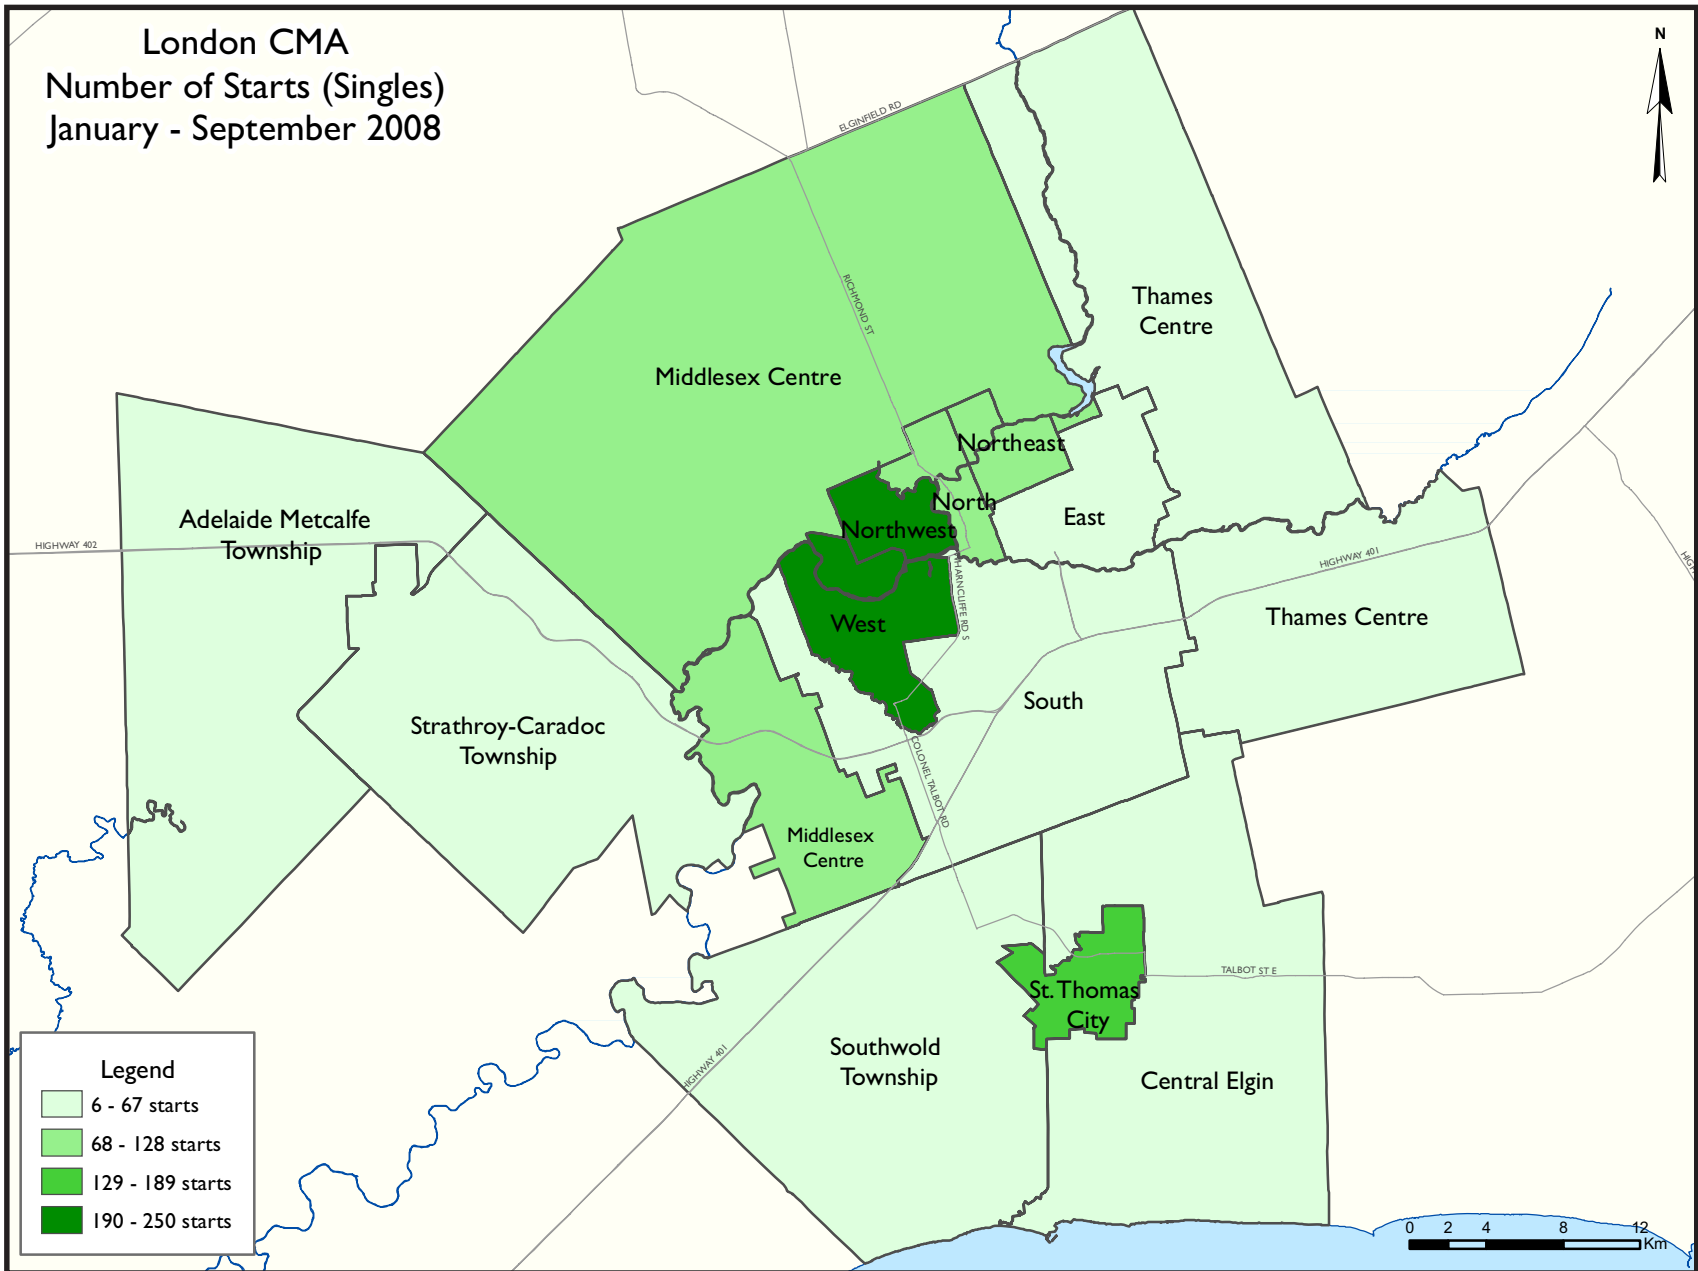 London CMA
Number of Starts (Singles)
January - September 2008
N
ELGINFIELD RD
RICHMOND ST
Thames
Centre
Middlesex Centre
Northeast
North
Northwest
East
Adelaide Metcalfe
Township
HIGHWAY 402
HIGHWAY 401
WHARNCLIFFE RD S
West
Thames Centre
South
Strathroy-Caradoc
Township
COLONEL TALBOT RD
Middlesex
Centre
TALBOT ST E
St. Thomas
City
Southwold
Township
HIGHWAY 401
Central Elgin
Legend
6 - 67 starts
68 - 128 starts
129 - 189 starts
190 - 250 starts
0 2 4 8 12
Km